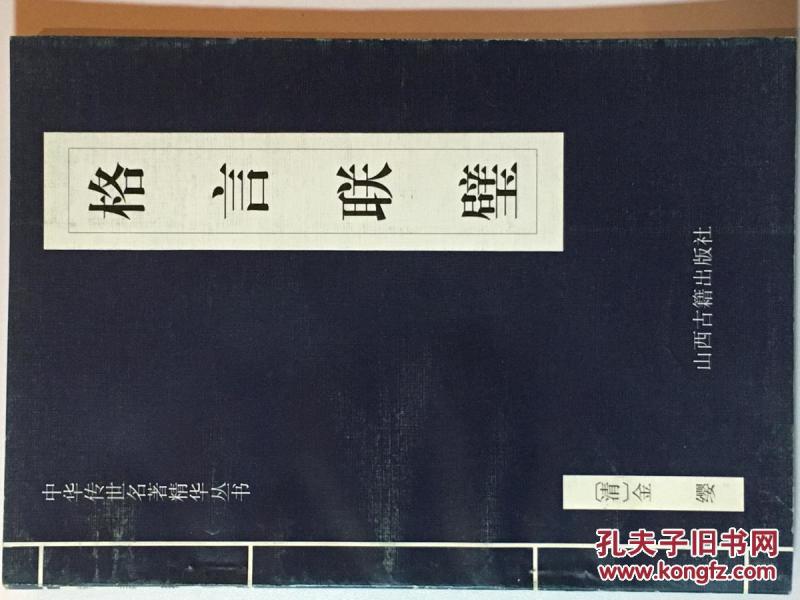 格言联璧
中华传世名著精华丛书
[清]金缨
山西古籍出版社
孔夫子旧书网
www.kongfz.com